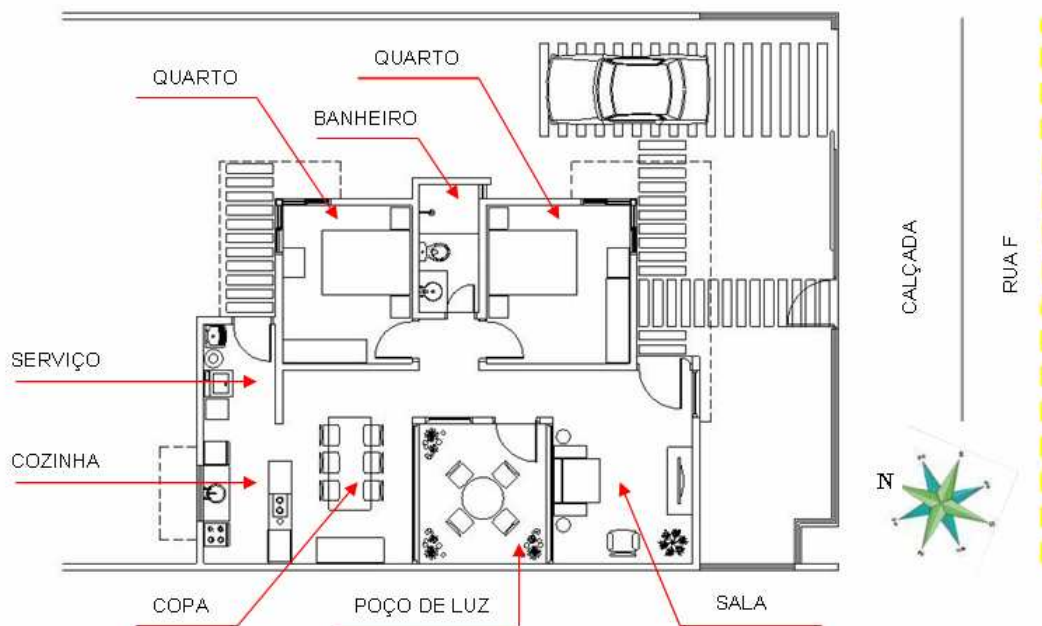 QUARTO
QUARTO
BANHEIRO
CALÇADA
RUA F
SERVIÇO
COZINHA
N
COPA
POÇO DE LUZ
SALA